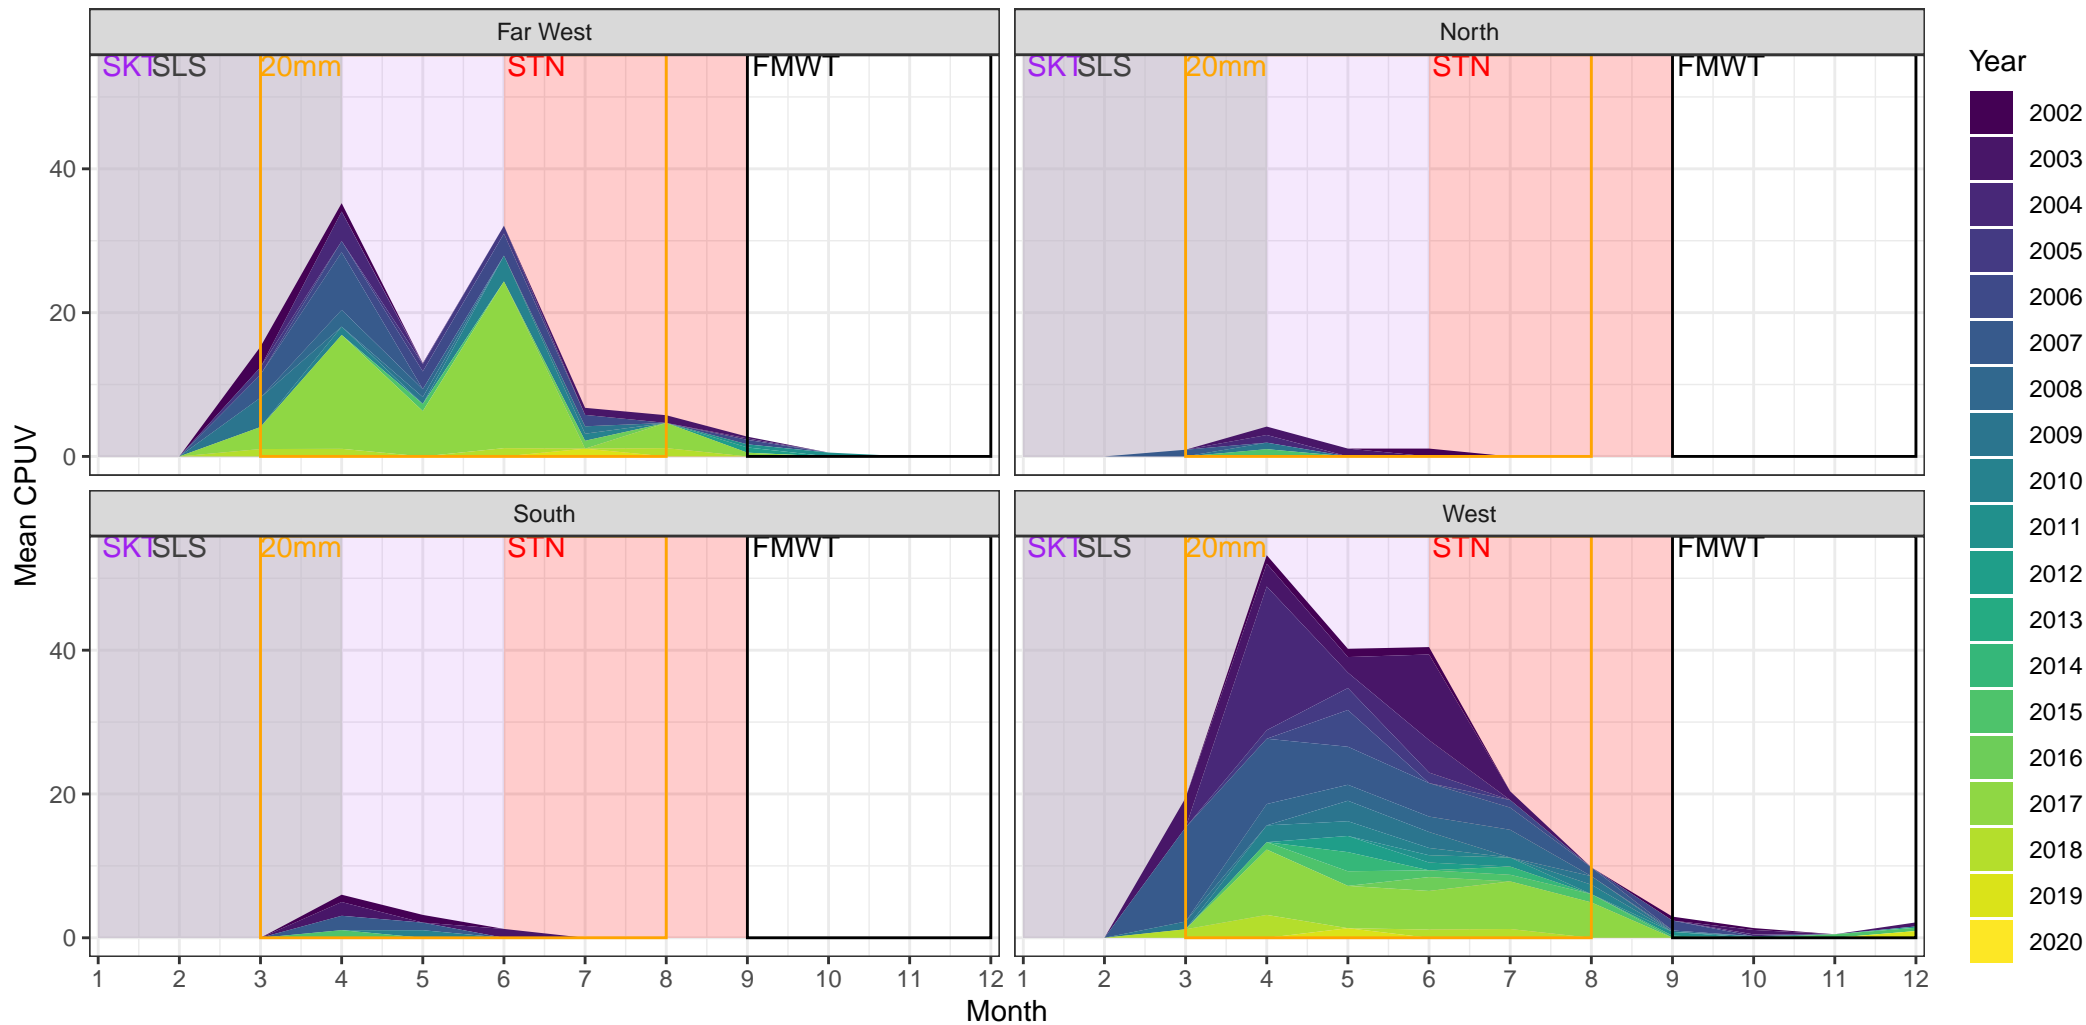 Far West
North
SKT SLS 20mm STN FMWT
SKT SLS 20mm STN FMWT
40
20
0
South
West
SKT SLS 20mm STN FMWT
SKT SLS 20mm STN FMWT
40
20
0
1 2 3 4 5 6 7 8 9 10 11 12
1 2 3 4 5 6 7 8 9 10 11 12
Month
Mean CPUV
Year
2002
2003
2004
2005
2006
2007
2008
2009
2010
2011
2012
2013
2014
2015
2016
2017
2018
2019
2020